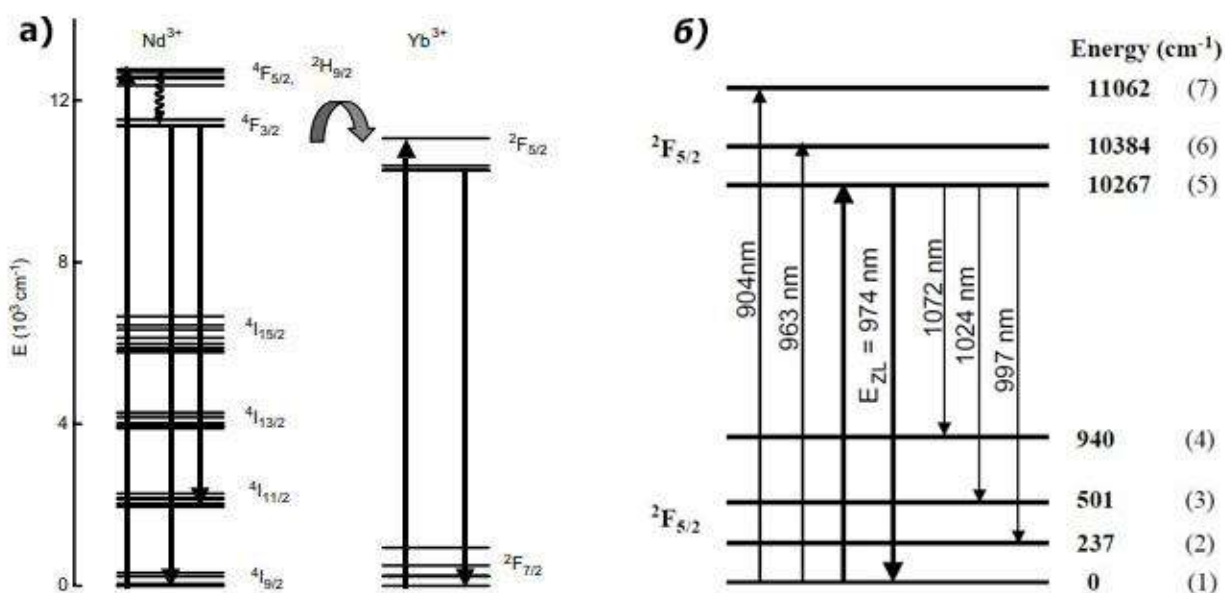 а)
Nd3+
Yb3+
12
8
4
0
E (10³ cm-1)
4F5/2, 2H9/2
4F3/2
4I15/2
4I13/2
4I11/2
4I9/2
2F5/2
2F7/2
б)
Energy (cm-1)
11062 (7)
10384 (6)
10267 (5)
940 (4)
501 (3)
237 (2)
0 (1)
2F5/2
2F5/2
904nm
963 nm
EZL = 974 nm
1072 nm
1024 nm
997 nm